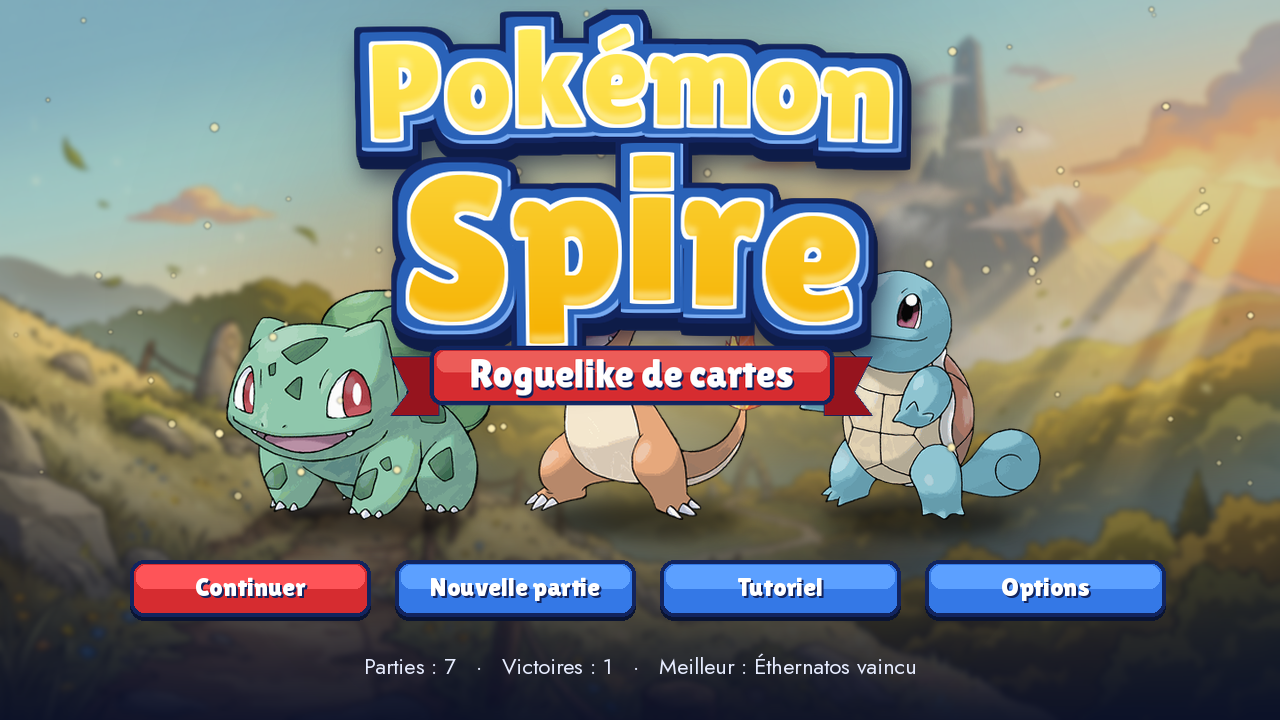 Pokémon
Spire
Roguelike de cartes
Continuer
Nouvelle partie
Tutoriel
Options
Parties : 7 · Victoires : 1 · Meilleur : Éthernatos vaincu